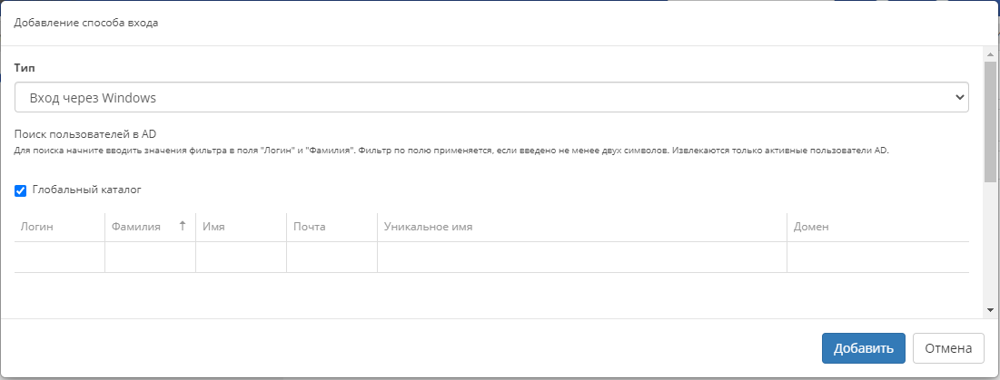 Добавление способа входа
Тип
Вход через Windows
Поиск пользователей в AD
Для поиска начните вводить значения фильтра в поля "Логин" и "Фамилия". Фильтр по полю применяется, если введено не менее двух символов. Извлекаются только активные пользователи AD.
Глобальный каталог
Логин Фамилия ↑ Имя Почта Уникальное имя Домен
Добавить Отмена